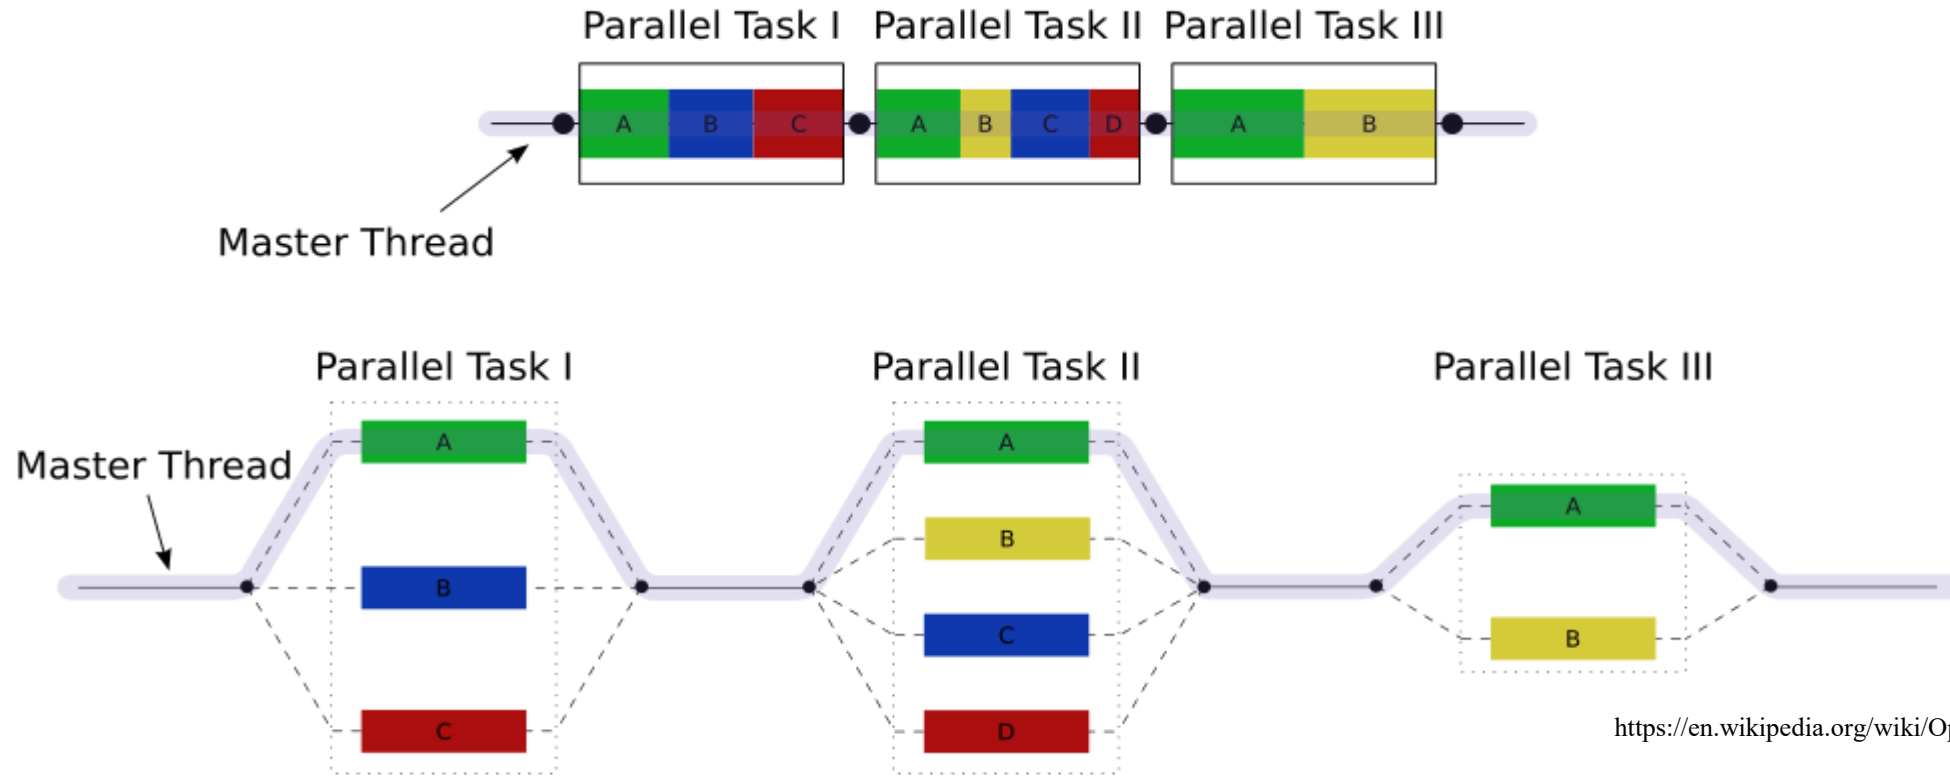 Parallel Task I Parallel Task II Parallel Task III
A B C A B C D A B
Master Thread
Parallel Task I Parallel Task II Parallel Task III
Master Thread
A A A
B B B
C C
D
https://en.wikipedia.org/wiki/Op